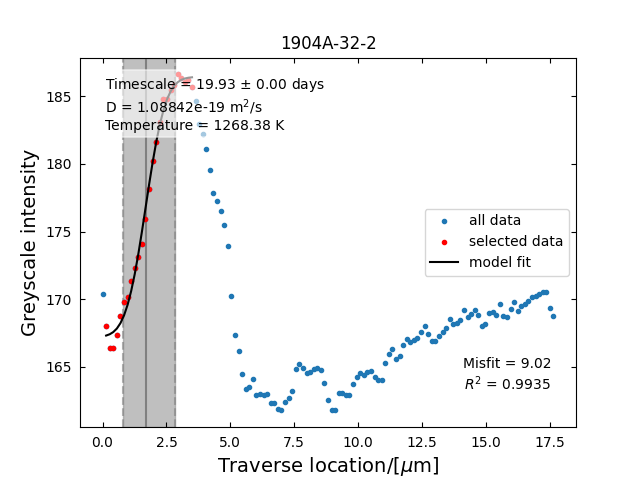 1904A-32-2
Timescale = 19.93 ± 0.00 days
D = 1.08842e-19 m²/s
Temperature = 1268.38 K
185
180
175
170
165
Greyscale intensity
all data
selected data
model fit
Misfit = 9.02
R² = 0.9935
0.0 2.5 5.0 7.5 10.0 12.5 15.0 17.5
Traverse location/[μm]